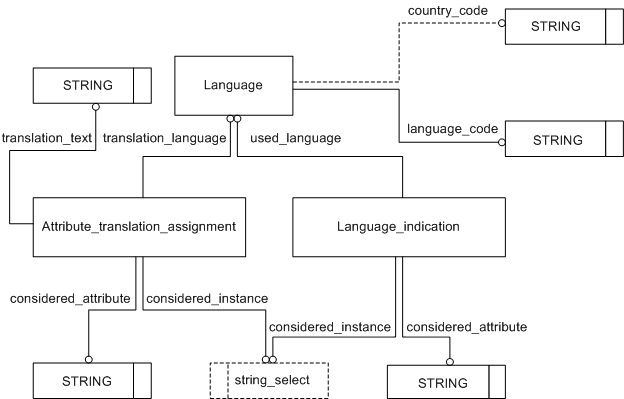 country_code
STRING
STRING
Language
translation_text
translation_language
used_language
language_code
STRING
Attribute_translation_assignment
Language_indication
considered_attribute
considered_instance
considered_instance
considered_attribute
STRING
string_select
STRING